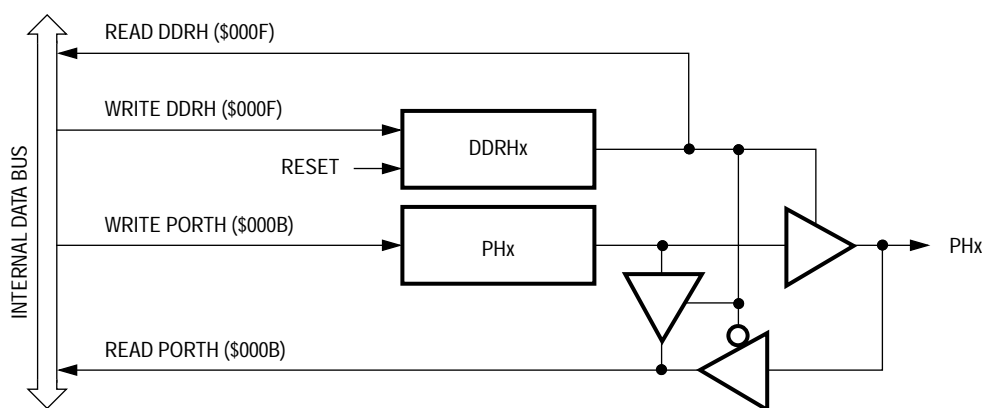 READ DDRH ($000F)
WRITE DDRH ($000F)
DDRHx
RESET
WRITE PORTH ($000B)
PHx
PHx
READ PORTH ($000B)
INTERNAL DATA BUS